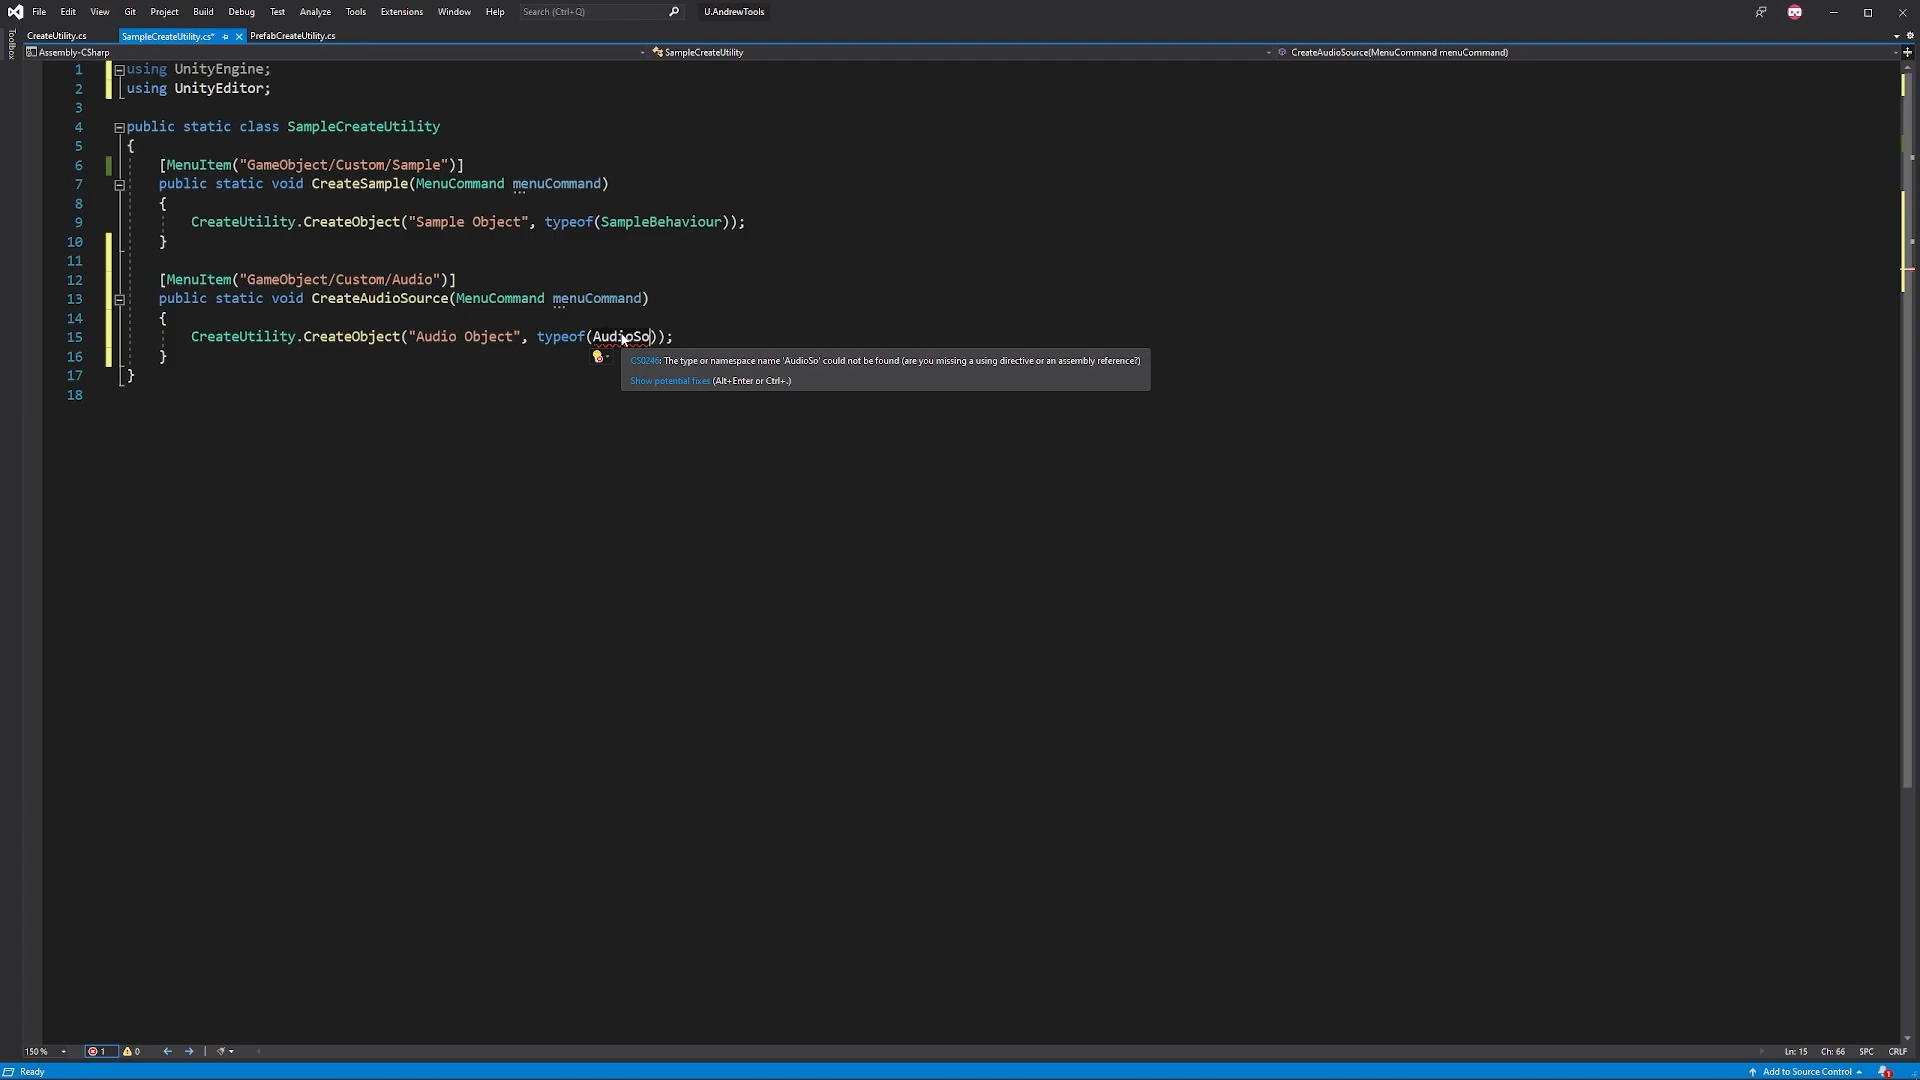 File Edit View Git Project Build Debug Test Analyze Tools Extensions Window Help Search (Ctrl+Q) U.AndrewTools
CreateUtility.cs SampleCreateUtility.cs* PrefabCreateUtility.cs
Toolbox
Assembly-CSharp SampleCreateUtility CreateAudioSource(MenuCommand menuCommand)
1 using UnityEngine;
2 using UnityEditor;
3
4 public static class SampleCreateUtility
5 {
6 [MenuItem("GameObject/Custom/Sample")]
7 public static void CreateSample(MenuCommand menuCommand)
8 {
9 CreateUtility.CreateObject("Sample Object", typeof(SampleBehaviour));
10 }
11
12 [MenuItem("GameObject/Custom/Audio")]
13 public static void CreateAudioSource(MenuCommand menuCommand)
14 {
15 CreateUtility.CreateObject("Audio Object", typeof(AudioSo));
16 }
CS0246: The type or namespace name 'AudioSo' could not be found (are you missing a using directive or an assembly reference?)
17 }
Show potential fixes (Alt+Enter or Ctrl+.)
18
150 % 1 0 Ln: 15 Ch: 66 SPC CRLF
Ready Add to Source Control 1